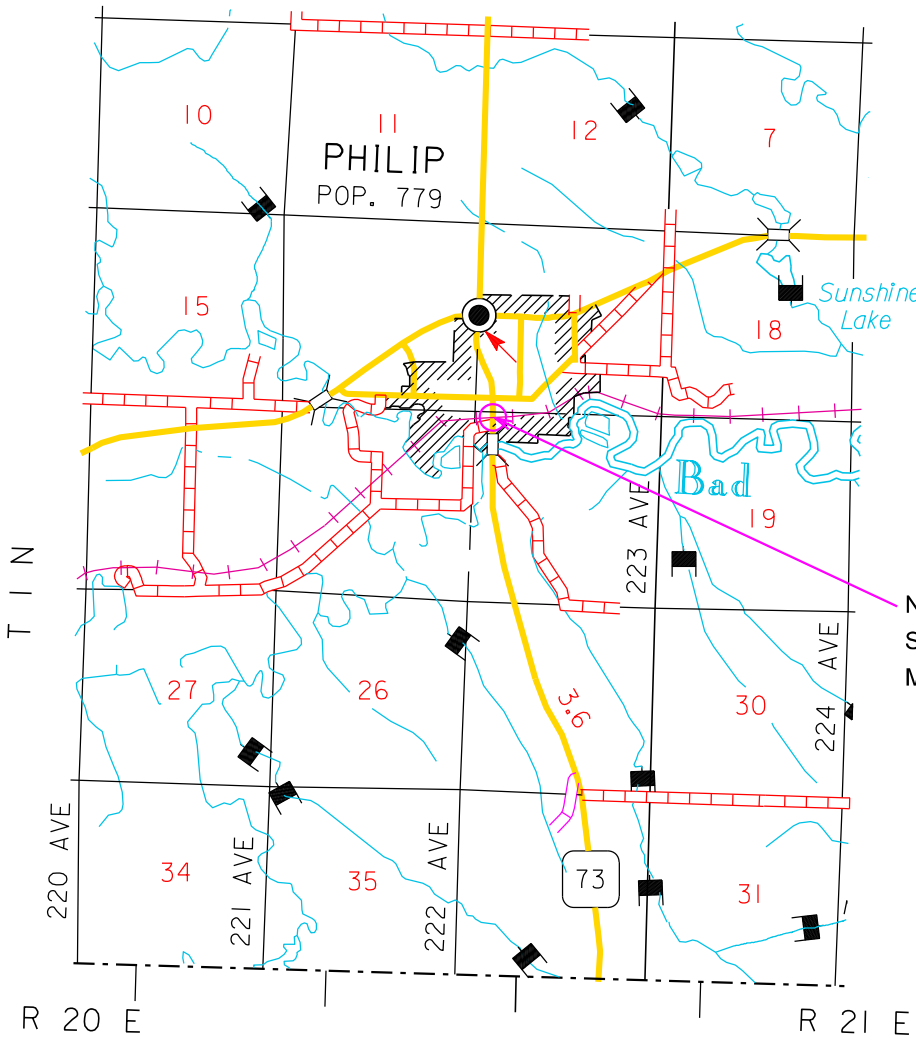 10
11
12
7
PHILIP
POP. 779
15
18
Sunshine
Lake
Bad
19
223 AVE
T I N
N
S
M
224 AVE
27
26
3.6
30
220 AVE
221 AVE
222 AVE
34
35
73
31
R 20 E
R 21 E